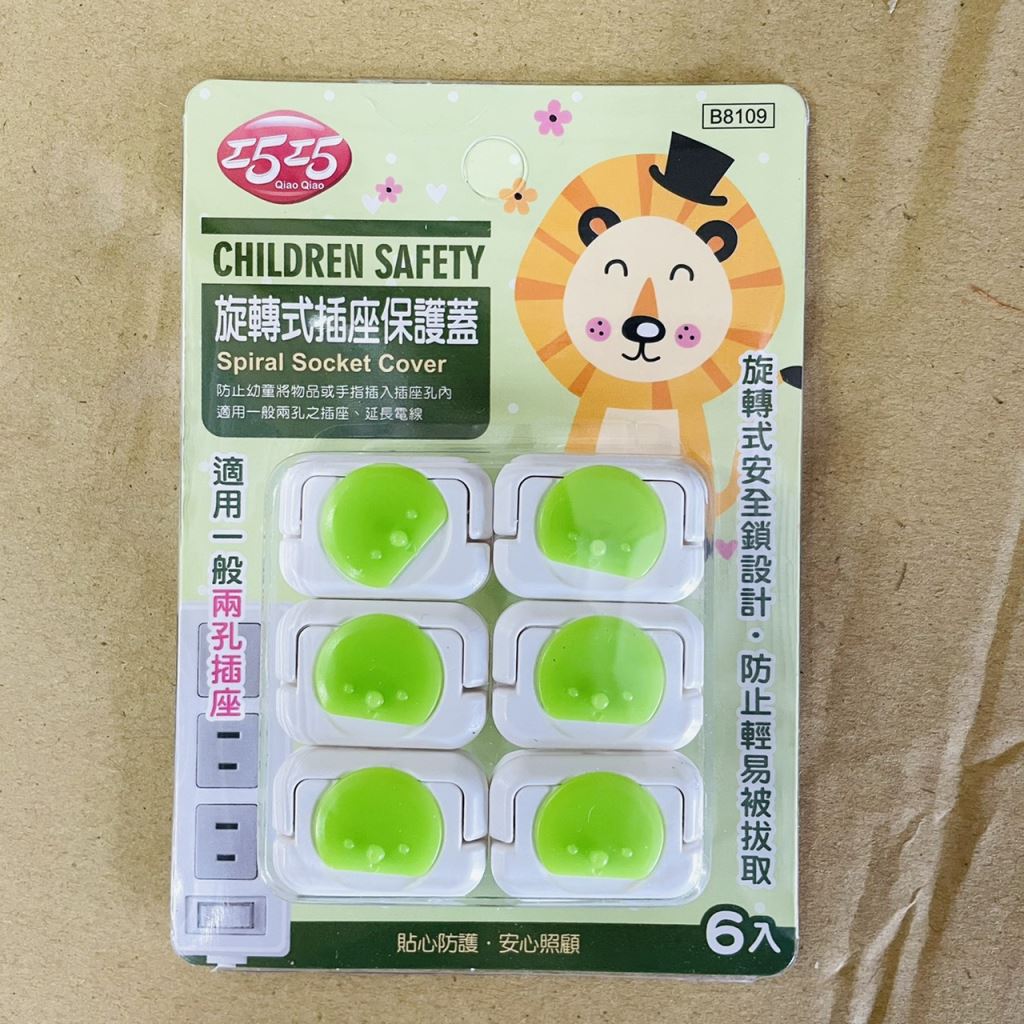 B8109
巧巧
Qiao Qiao
CHILDREN SAFETY
旋轉式插座保護蓋
Spiral Socket Cover
防止幼童將物品或手指插入插座孔內
適用一般兩孔之插座、延長電線
適用一般兩孔插座
旋轉式安全鎖設計・防止輕易被拔取
貼心防護・安心照顧
6入